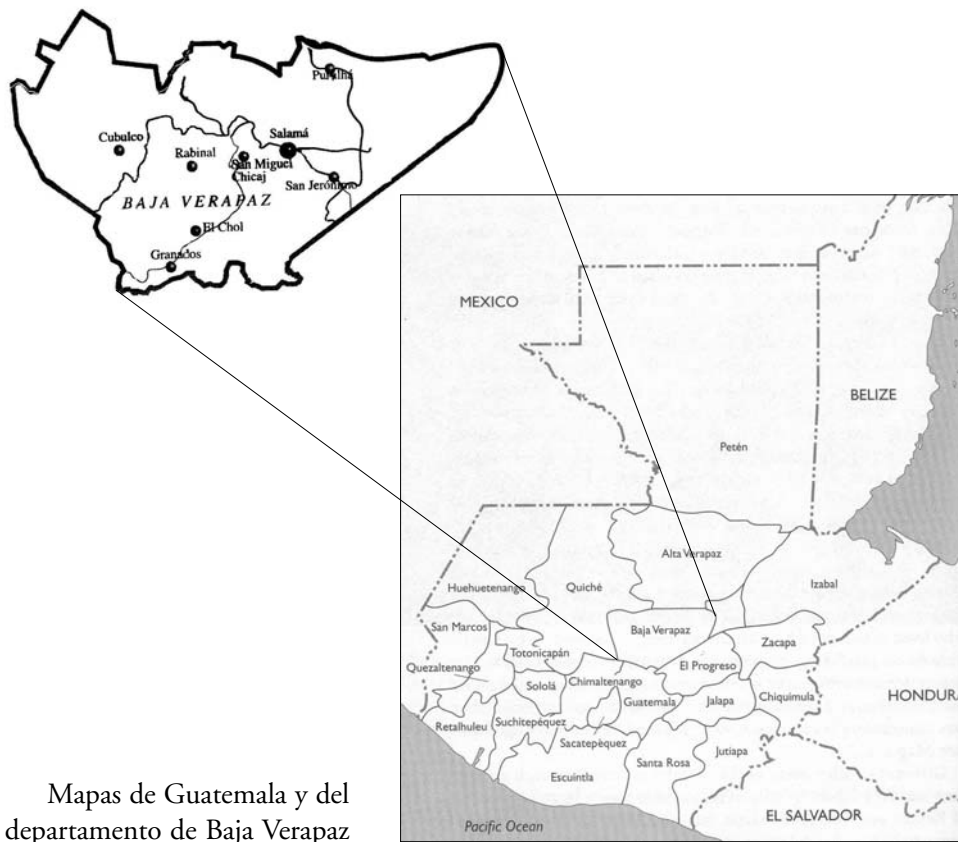 Purulhá
Cubulco
Salamá
Rabinal
San Miguel
Chicaj
San Jerónimo
BAJA VERAPAZ
El Chol
Granados
MEXICO
BELIZE
Petén
Alta Verapaz
Izabal
Huehuetenango
Quiché
San Marcos
Baja Verapaz
Zacapa
Totonicapán
El Progreso
Quezaltenango
Chimaltenango
Sololá
Guatemala
Jalapa
Chiquimula
HONDURA
Retalhuleu
Suchitepéquez
Sacatepèquez
Jutiapa
Santa Rosa
Escuintla
EL SALVADOR
Pacific Ocean
Mapas de Guatemala y del
departamento de Baja Verapaz